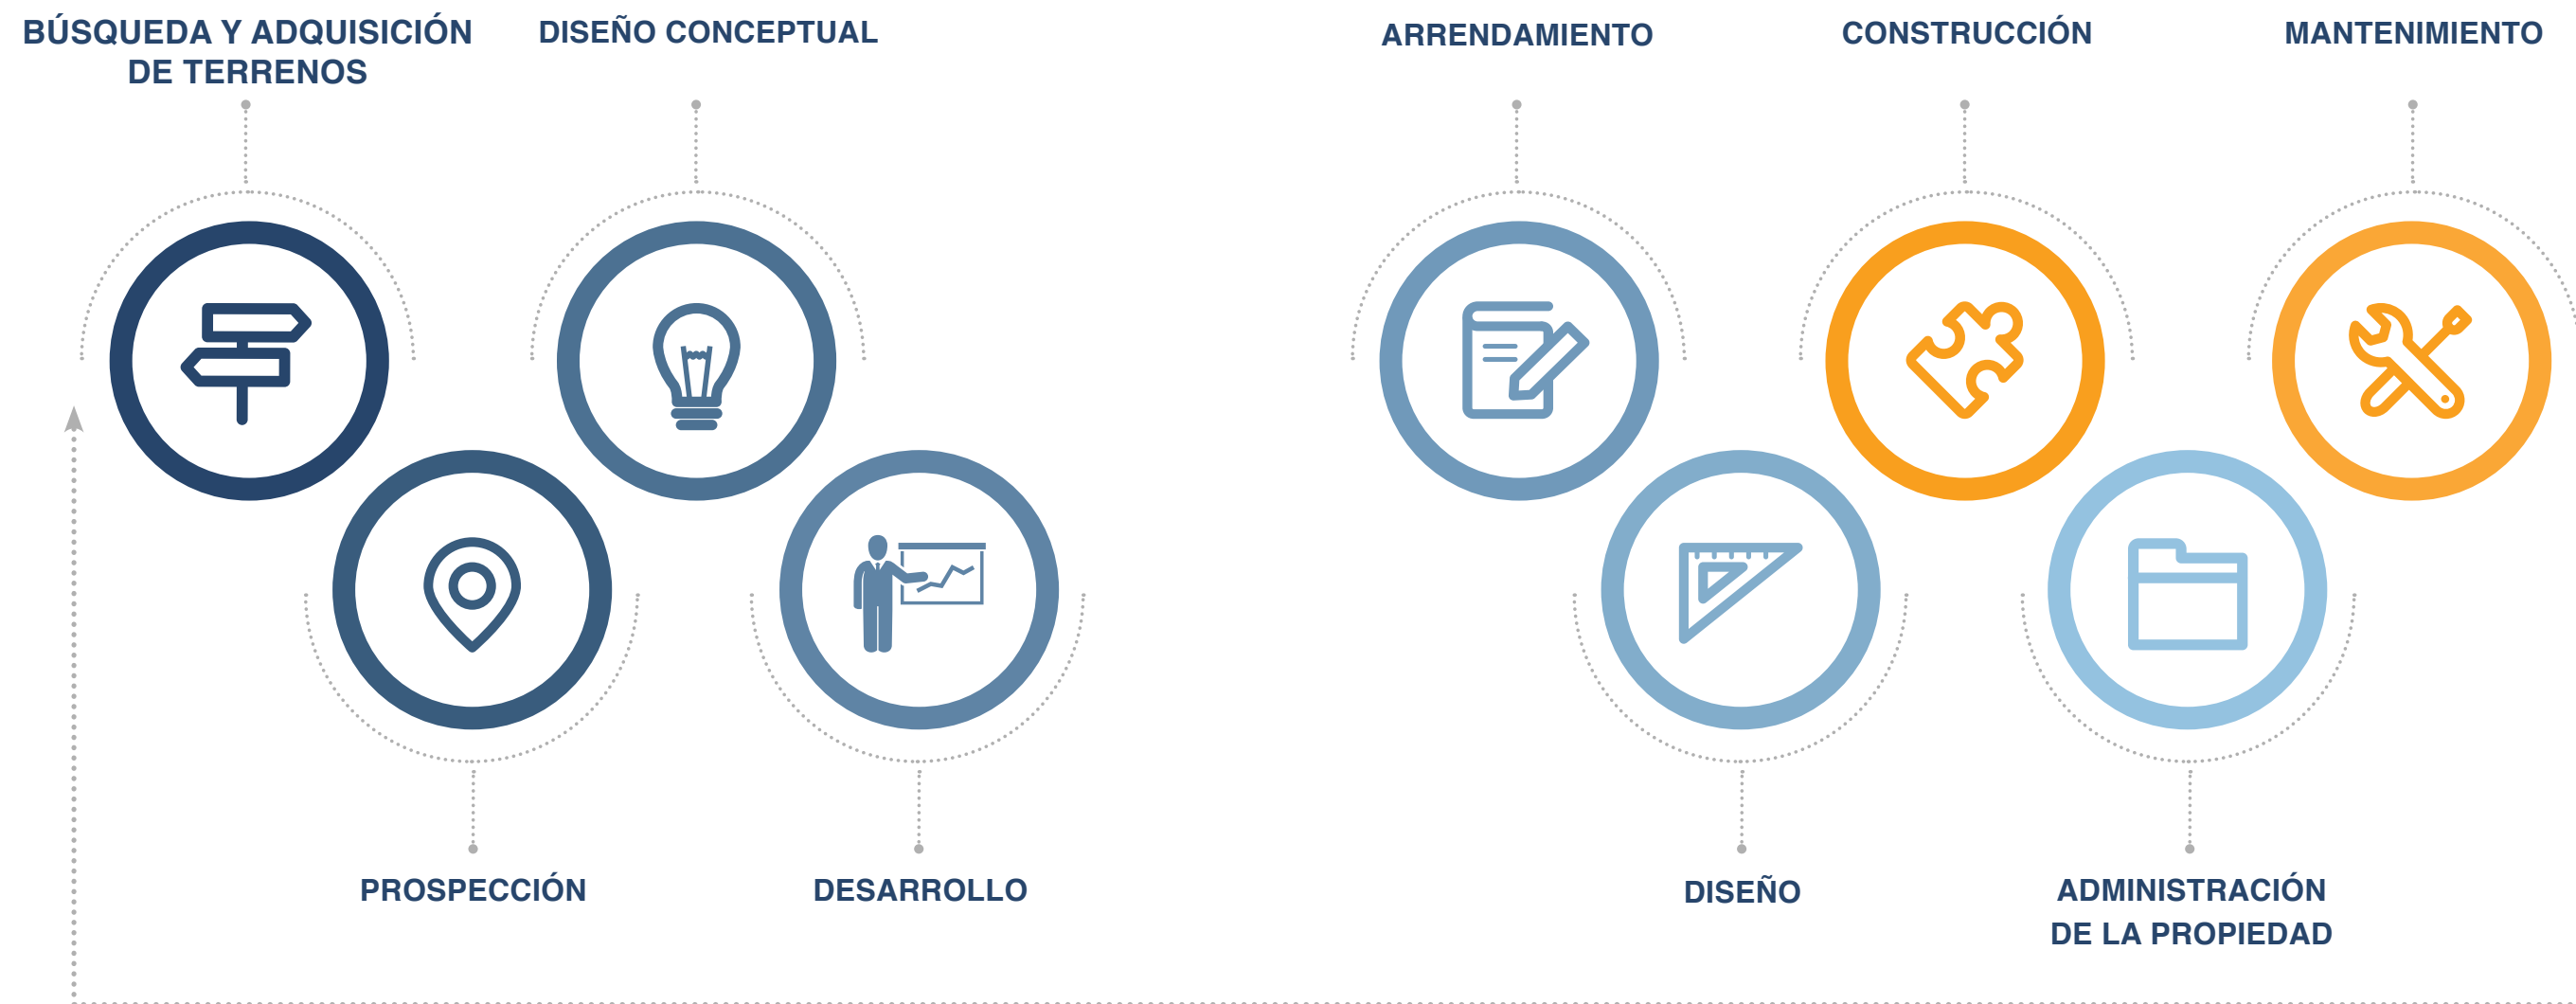 BÚSQUEDA Y ADQUISICIÓN
DE TERRENOS
DISEÑO CONCEPTUAL
ARRENDAMIENTO
CONSTRUCCIÓN
MANTENIMIENTO
PROSPECCIÓN
DESARROLLO
DISEÑO
ADMINISTRACIÓN
DE LA PROPIEDAD